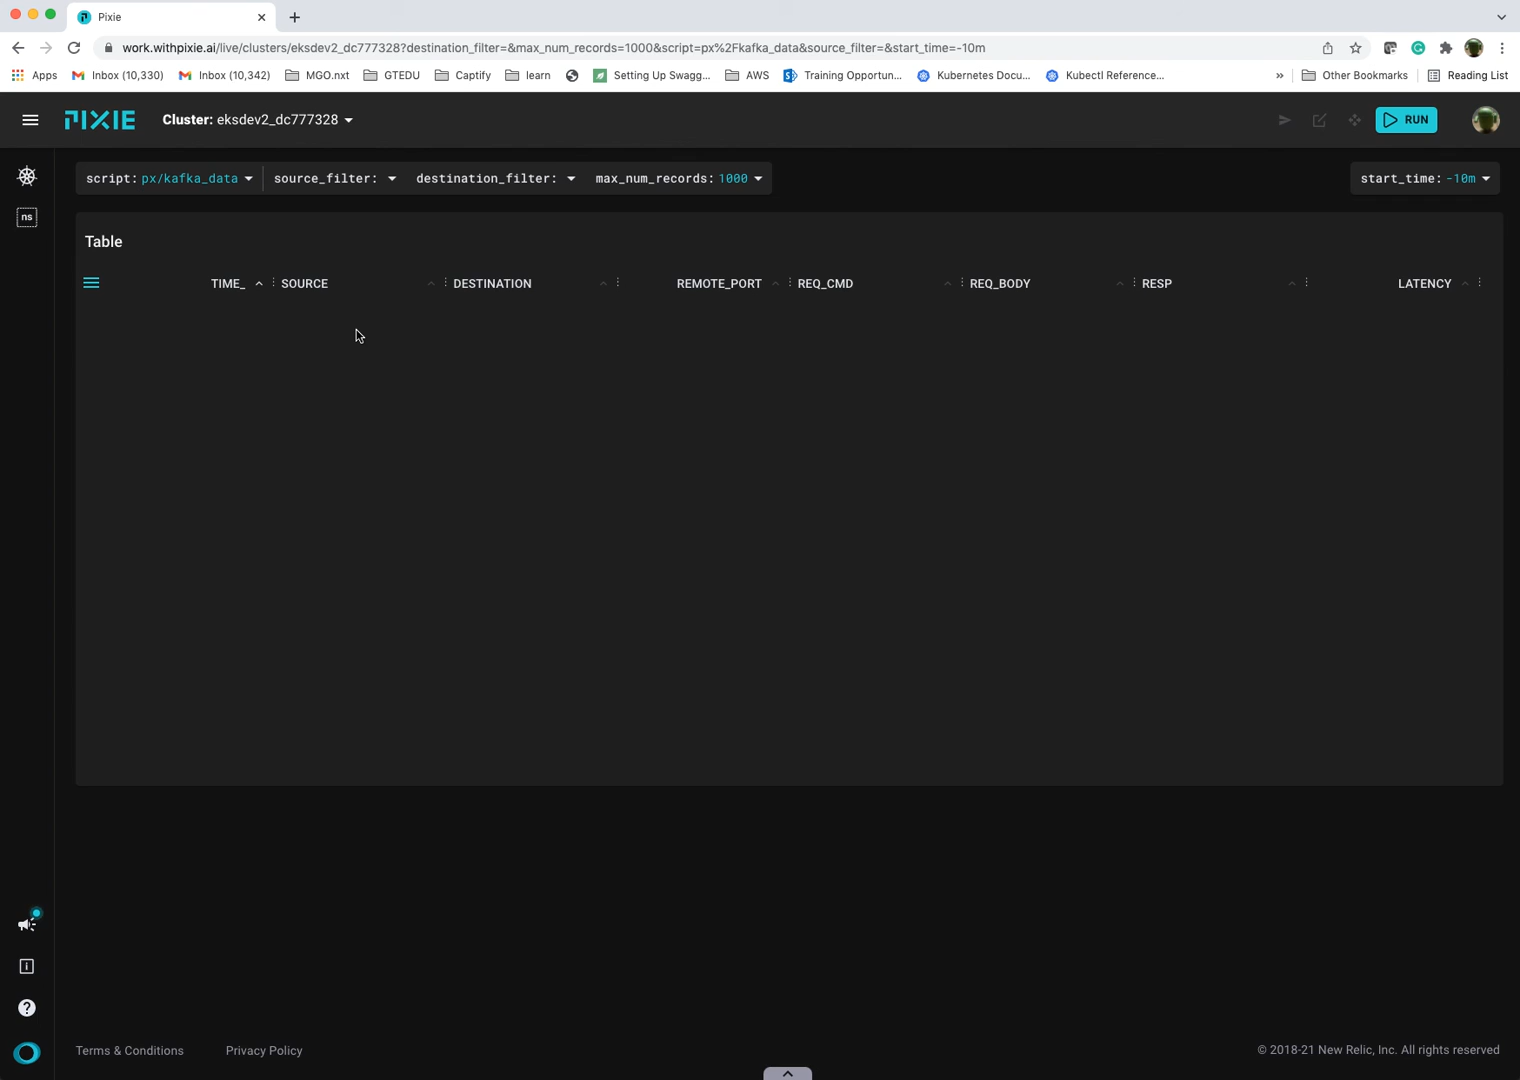 Pixie
work.withpixie.ai/live/clusters/eksdev2_dc777328?destination_filter=&max_num_records=1000&script=px%2Fkafka_data&source_filter=&start_time=-10m
Apps Inbox (10,330) Inbox (10,342) MGO.nxt GTEDU Captify learn Setting Up Swagg... AWS Training Opportun... Kubernetes Docu... Kubectl Reference... » Other Bookmarks Reading List
PIXIE Cluster: eksdev2_dc777328 RUN
script: px/kafka_data source_filter: destination_filter: max_num_records: 1000 start_time: -10m
ns
Table
TIME_ SOURCE DESTINATION REMOTE_PORT REQ_CMD REQ_BODY RESP LATENCY
Terms & Conditions Privacy Policy © 2018-21 New Relic, Inc. All rights reserved